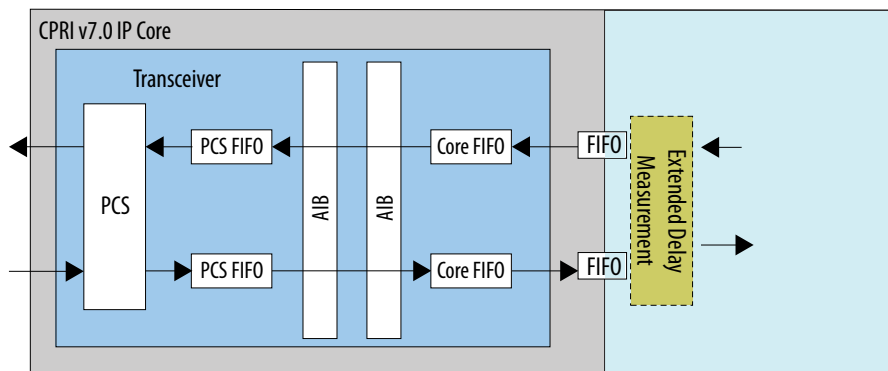 CPRI v7.0 IP Core
Transceiver
PCS FIFO
Core FIFO
FIFO
PCS
AIB
AIB
Extended Delay
Measurement
PCS FIFO
Core FIFO
FIFO